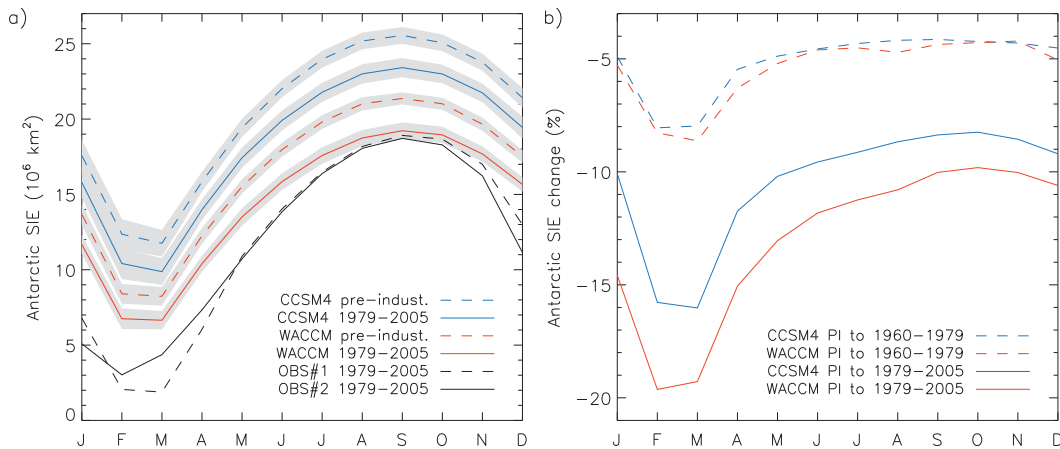 a)
Antarctic SIE (10⁶ km²)
25
20
15
10
5
0
J F M A M J J A S O N D
CCSM4 pre-indust.
CCSM4 1979-2005
WACCM pre-indust.
WACCM 1979-2005
OBS#1 1979-2005
OBS#2 1979-2005
b)
Antarctic SIE change (%)
-5
-10
-15
-20
J F M A M J J A S O N D
CCSM4 PI to 1960-1979
WACCM PI to 1960-1979
CCSM4 PI to 1979-2005
WACCM PI to 1979-2005